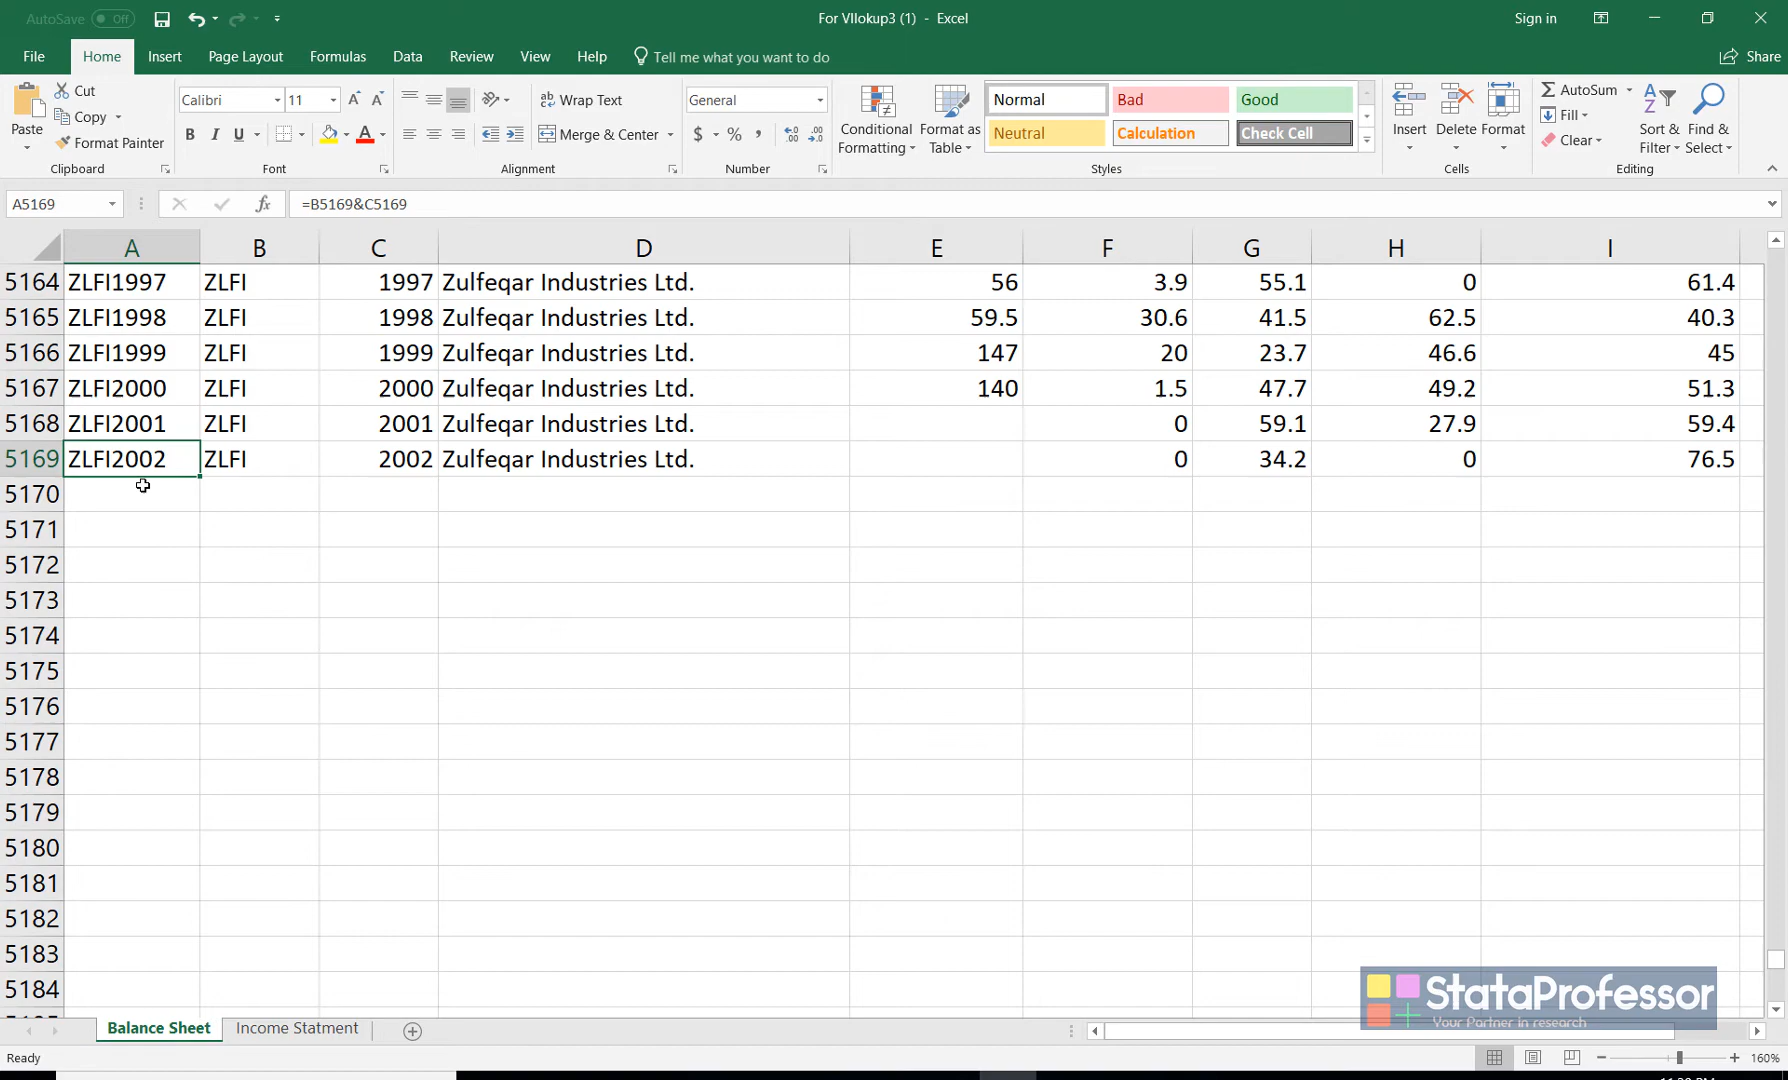 AutoSave Off For Vllokup3 (1) - Excel Sign in
File Home Insert Page Layout Formulas Data Review View Help Tell me what you want to do Share
Paste Cut Copy Format Painter Clipboard
Calibri 11 A A B I U A Font
ab Wrap Text Merge & Center Alignment
General $ % , .00 Number
Conditional Formatting Format as Table Normal Bad Good Neutral Calculation Check Cell Styles
Insert Delete Format Cells
AutoSum Fill Clear Sort & Filter Find & Select Editing
A5169 fx =B5169&C5169
A B C D E F G H I
5164 ZLFI1997 ZLFI 1997 Zulfeqar Industries Ltd. 56 3.9 55.1 0 61.4
5165 ZLFI1998 ZLFI 1998 Zulfeqar Industries Ltd. 59.5 30.6 41.5 62.5 40.3
5166 ZLFI1999 ZLFI 1999 Zulfeqar Industries Ltd. 147 20 23.7 46.6 45
5167 ZLFI2000 ZLFI 2000 Zulfeqar Industries Ltd. 140 1.5 47.7 49.2 51.3
5168 ZLFI2001 ZLFI 2001 Zulfeqar Industries Ltd. 0 59.1 27.9 59.4
5169 ZLFI2002 ZLFI 2002 Zulfeqar Industries Ltd. 0 34.2 0 76.5
5170
5171
5172
5173
5174
5175
5176
5177
5178
5179
5180
5181
5182
5183
5184
StataProfessor
Your Partner in research
Balance Sheet Income Statment
Ready 160%